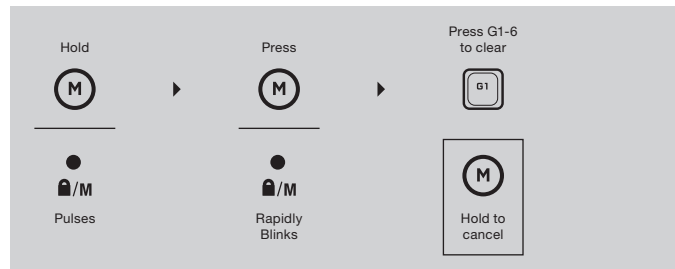 Hold
M
/M
Pulses
Press
M
/M
Rapidly
Blinks
Press G1-6
to clear
G1
M
Hold to
cancel